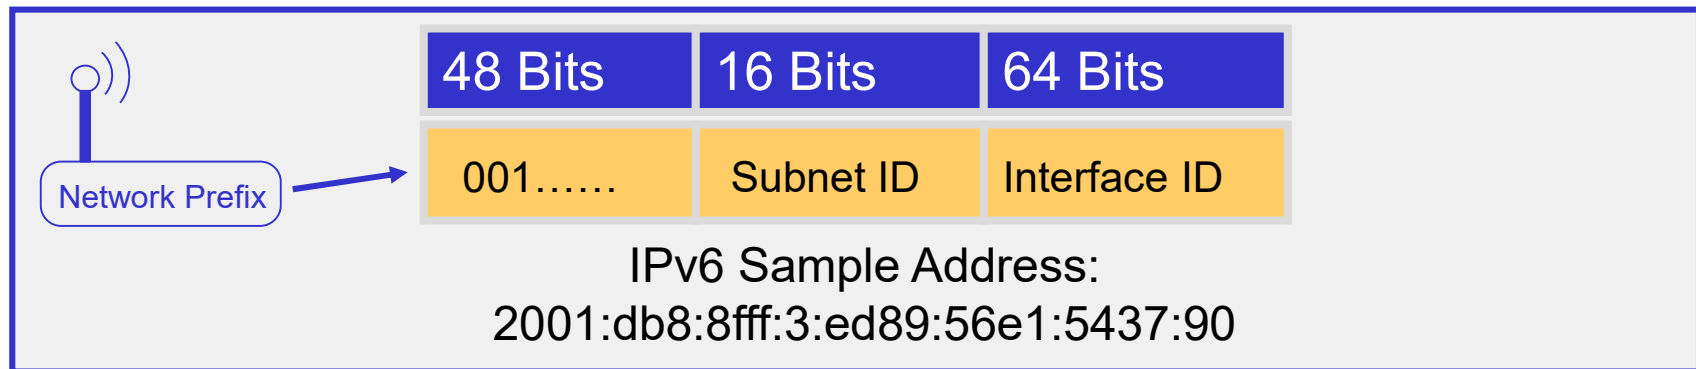 48 Bits 16 Bits 64 Bits
Network Prefix
001...... Subnet ID Interface ID
IPv6 Sample Address:
2001:db8:8fff:3:ed89:56e1:5437:90